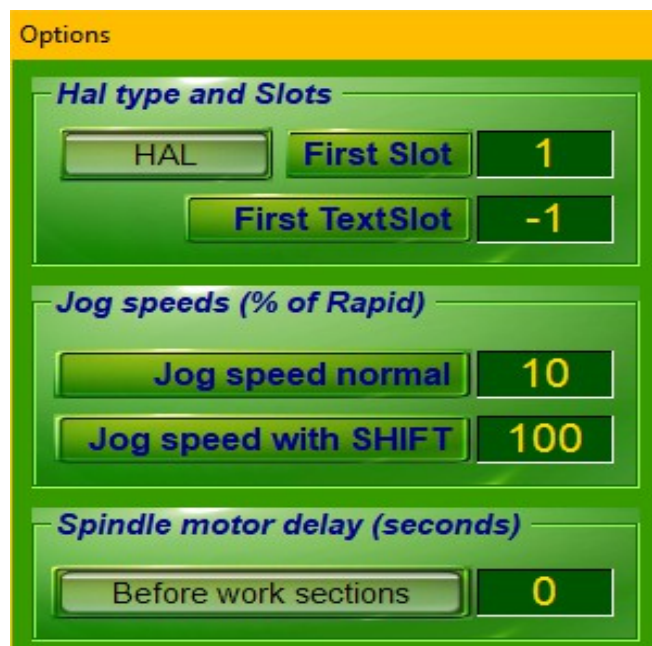 Options
Hal type and Slots
HAL First Slot 1
First TextSlot -1
Jog speeds (% of Rapid)
Jog speed normal 10
Jog speed with SHIFT 100
Spindle motor delay (seconds)
Before work sections 0